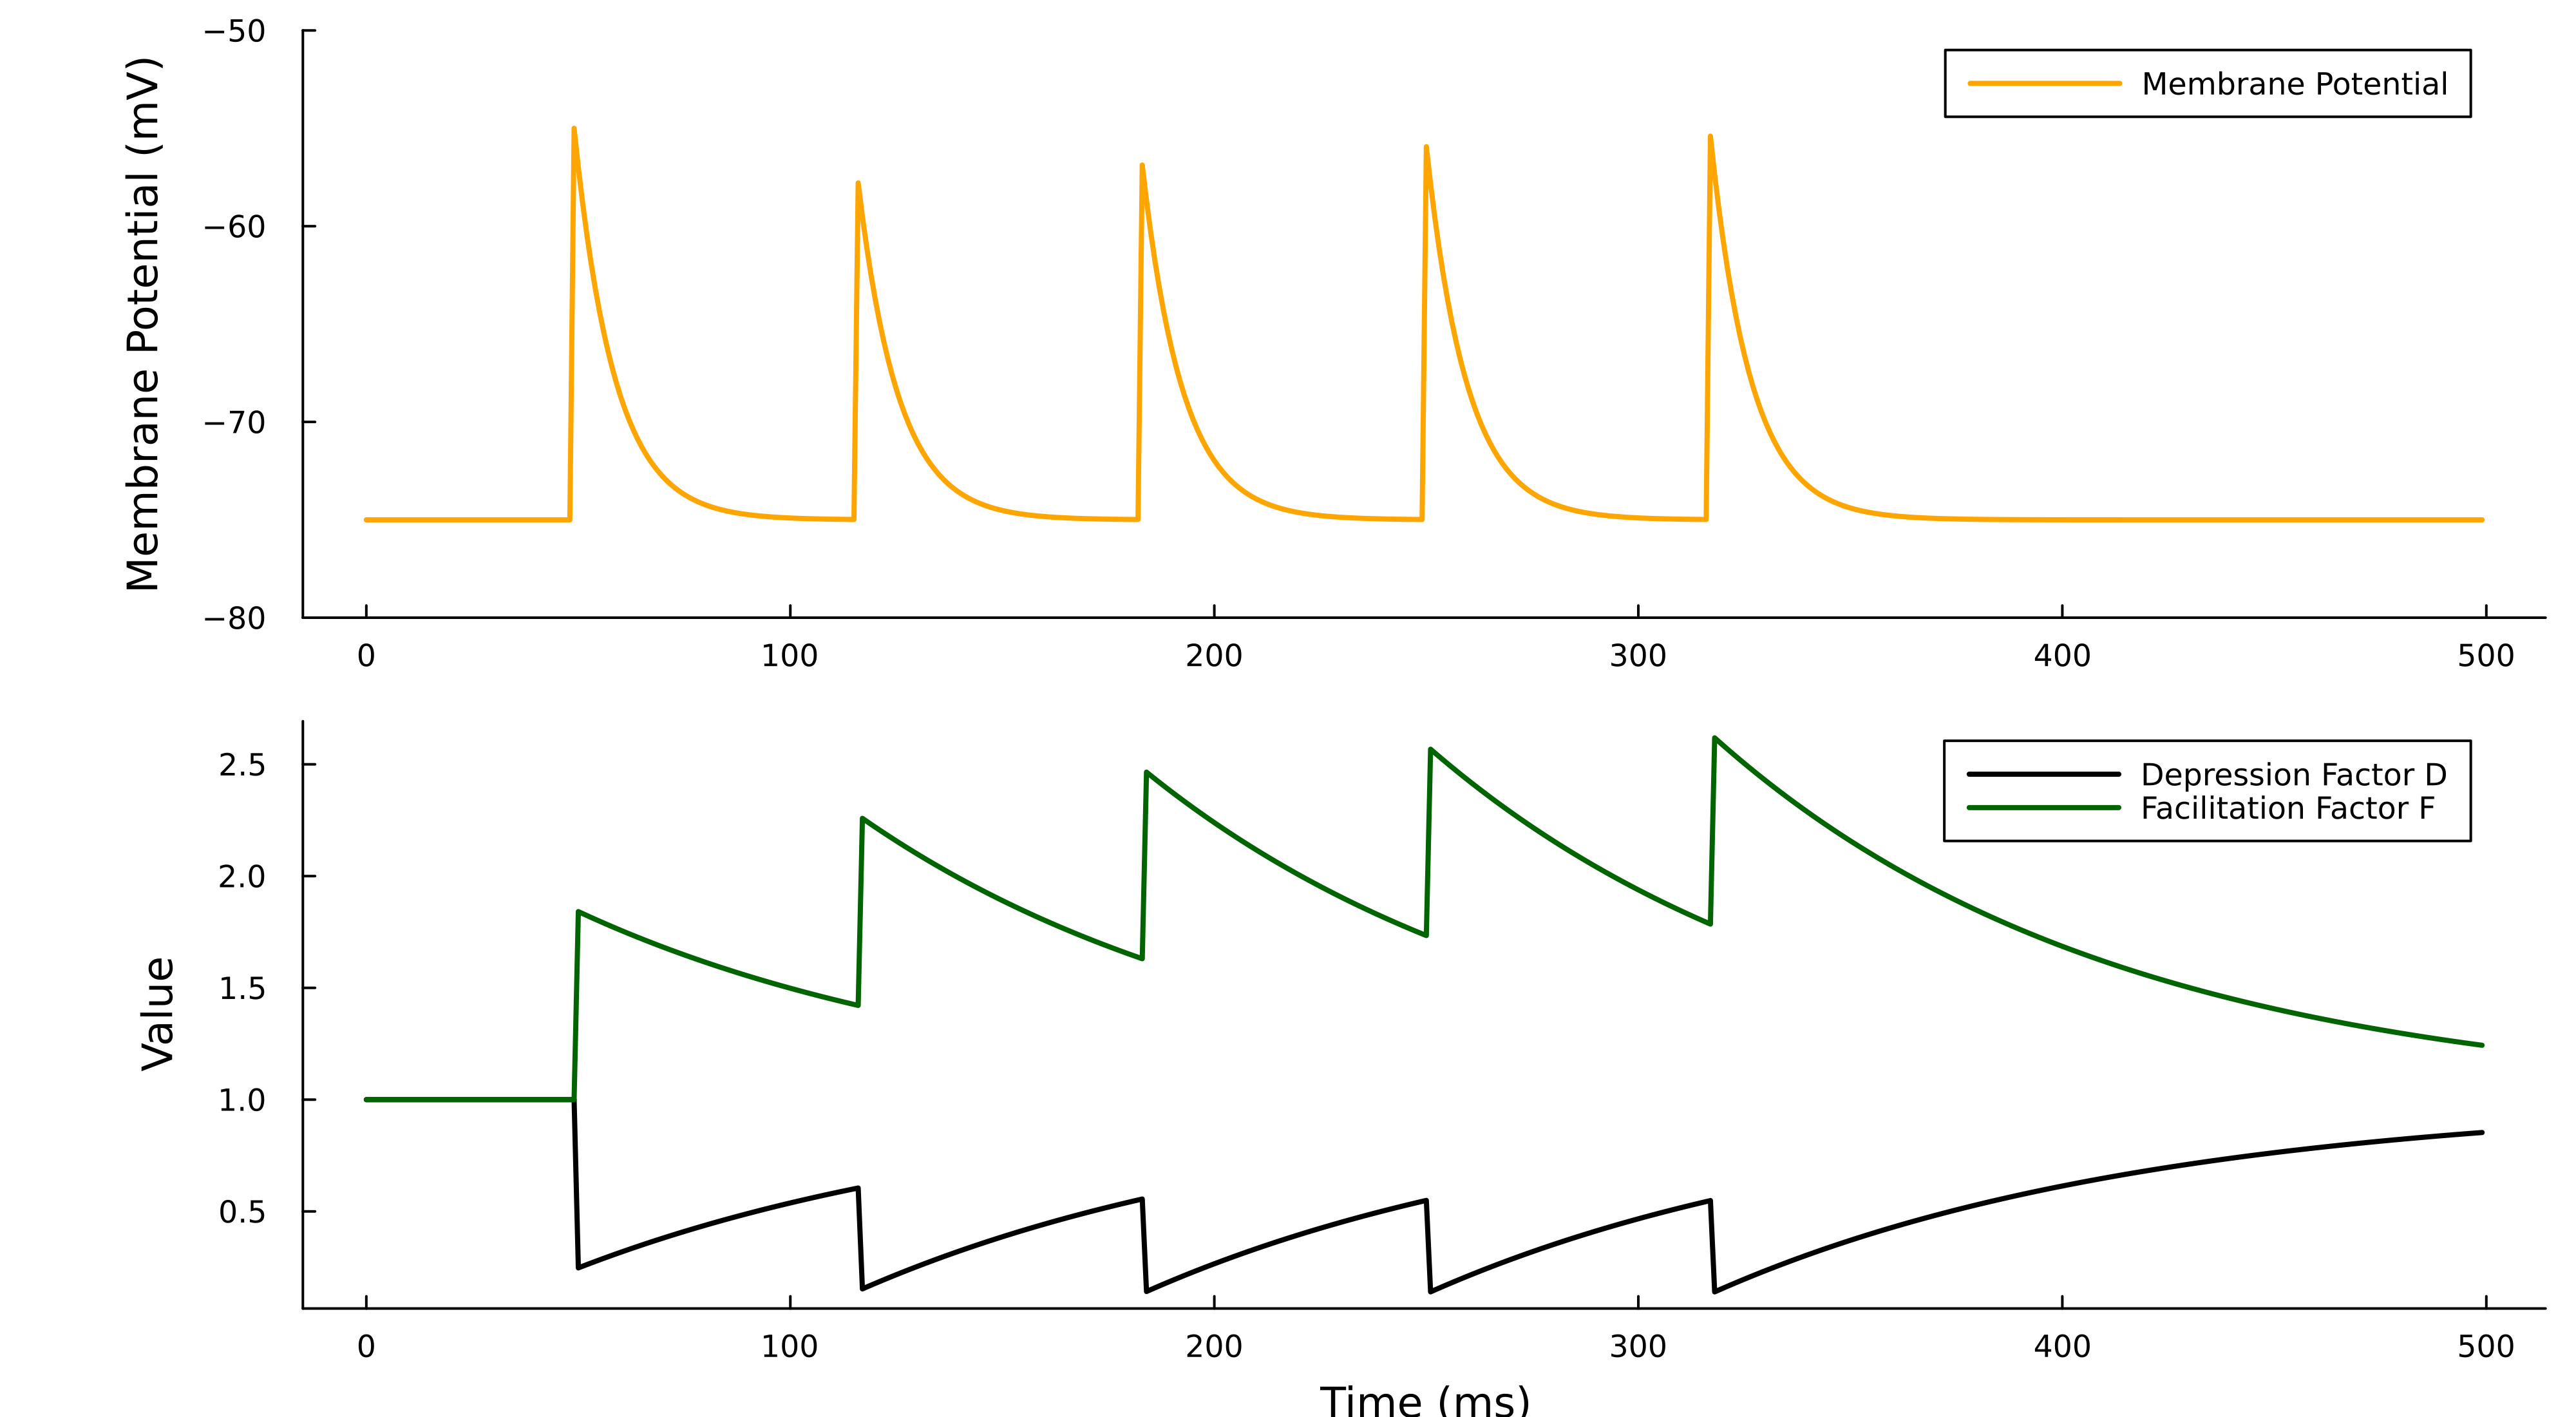 −50
Membrane Potential
−60
−70
−80
Membrane Potential (mV)
0 100 200 300 400 500
2.5
Depression Factor D
Facilitation Factor F
2.0
1.5
1.0
0.5
Value
0 100 200 300 400 500
Time (ms)